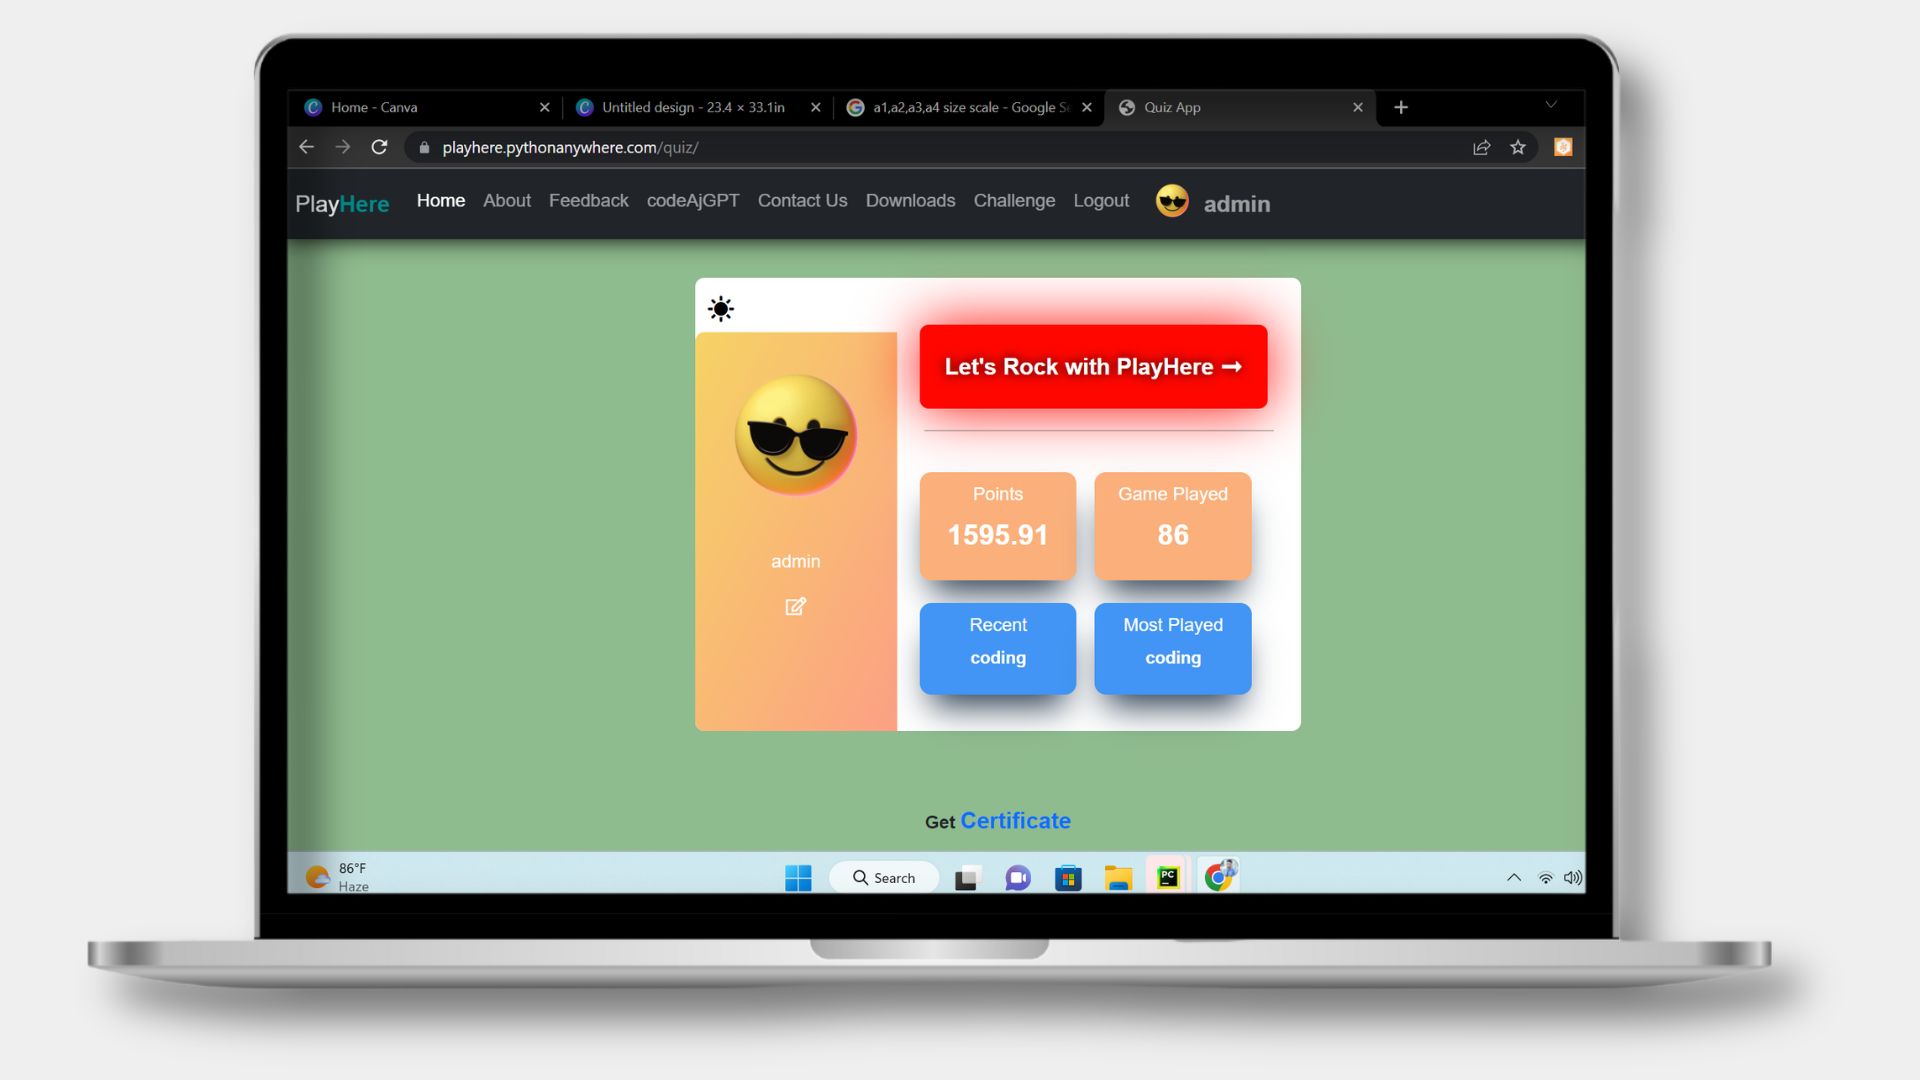 Home - Canva
Untitled design - 23.4 × 33.1in
a1,a2,a3,a4 size scale - Google Se
Quiz App
playhere.pythonanywhere.com/quiz/
PlayHere
Home
About
Feedback
codeAjGPT
Contact Us
Downloads
Challenge
Logout
admin
Let's Rock with PlayHere →
admin
Points
1595.91
Game Played
86
Recent
coding
Most Played
coding
Get Certificate
86°F
Haze
Search
PC